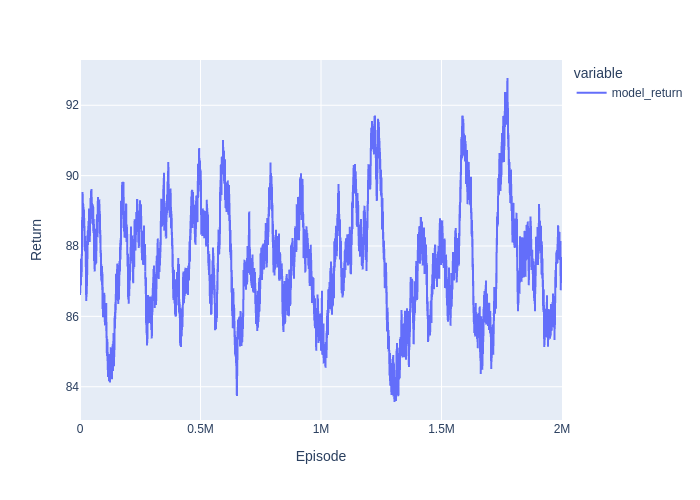 variable
model_return
92
90
88
86
84
Return
0
0.5M
1M
1.5M
2M
Episode